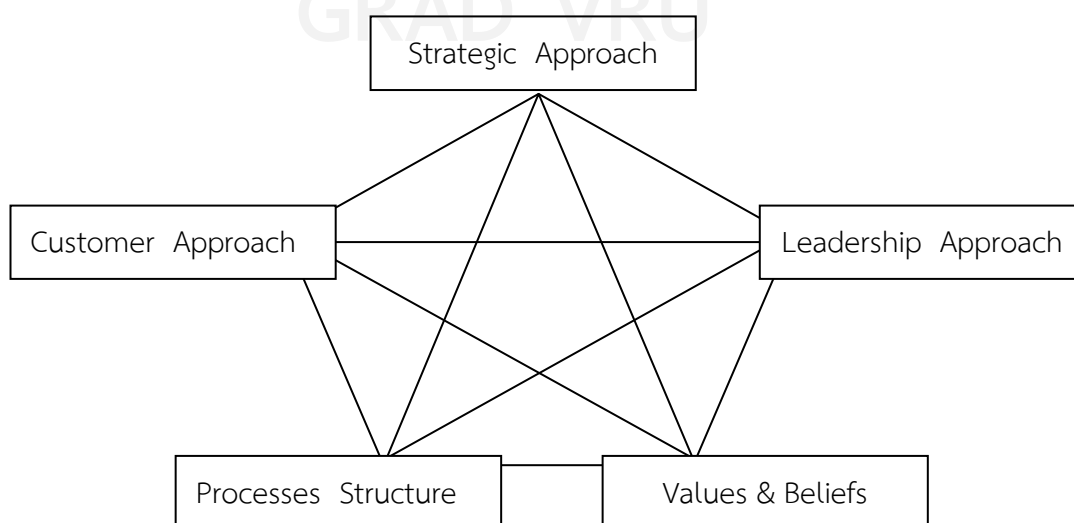 GRAD VRU
Strategic Approach
Customer Approach
Leadership Approach
Processes Structure
Values & Beliefs